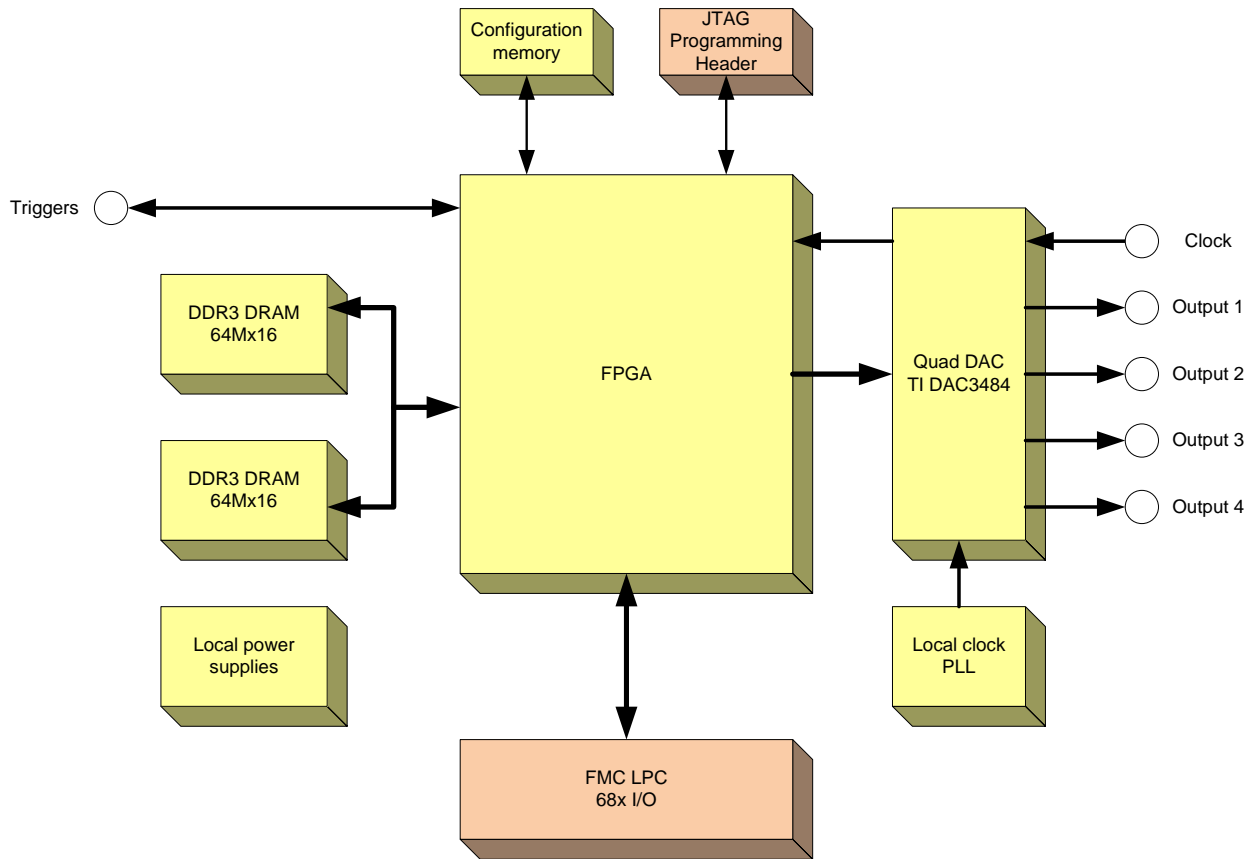 Configuration
memory
JTAG
Programming
Header
Triggers
Clock
DDR3 DRAM
64Mx16
Output 1
FPGA
Quad DAC
TI DAC3484
Output 2
Output 3
DDR3 DRAM
64Mx16
Output 4
Local power
supplies
Local clock
PLL
FMC LPC
68x I/O